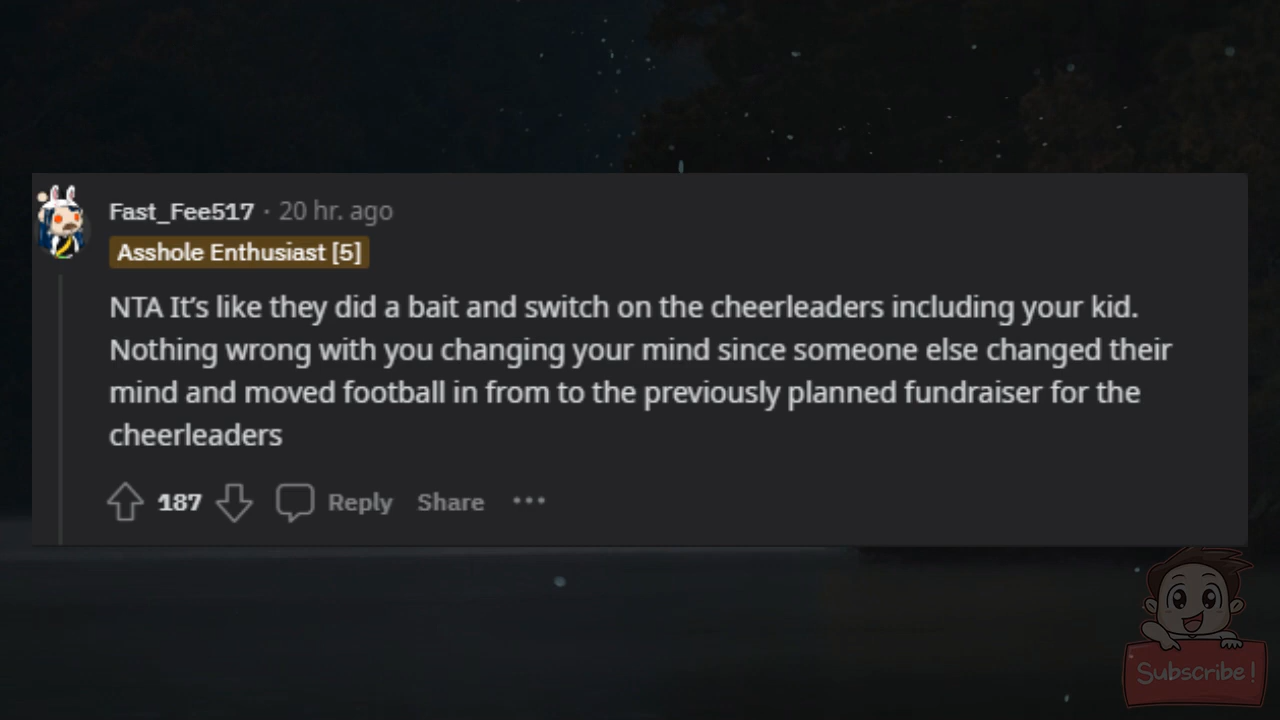 Fast_Fee517 · 20 hr. ago
Asshole Enthusiast [5]
NTA It’s like they did a bait and switch on the cheerleaders including your kid.
Nothing wrong with you changing your mind since someone else changed their
mind and moved football in from to the previously planned fundraiser for the
cheerleaders
187 Reply Share ···
Subscribe!